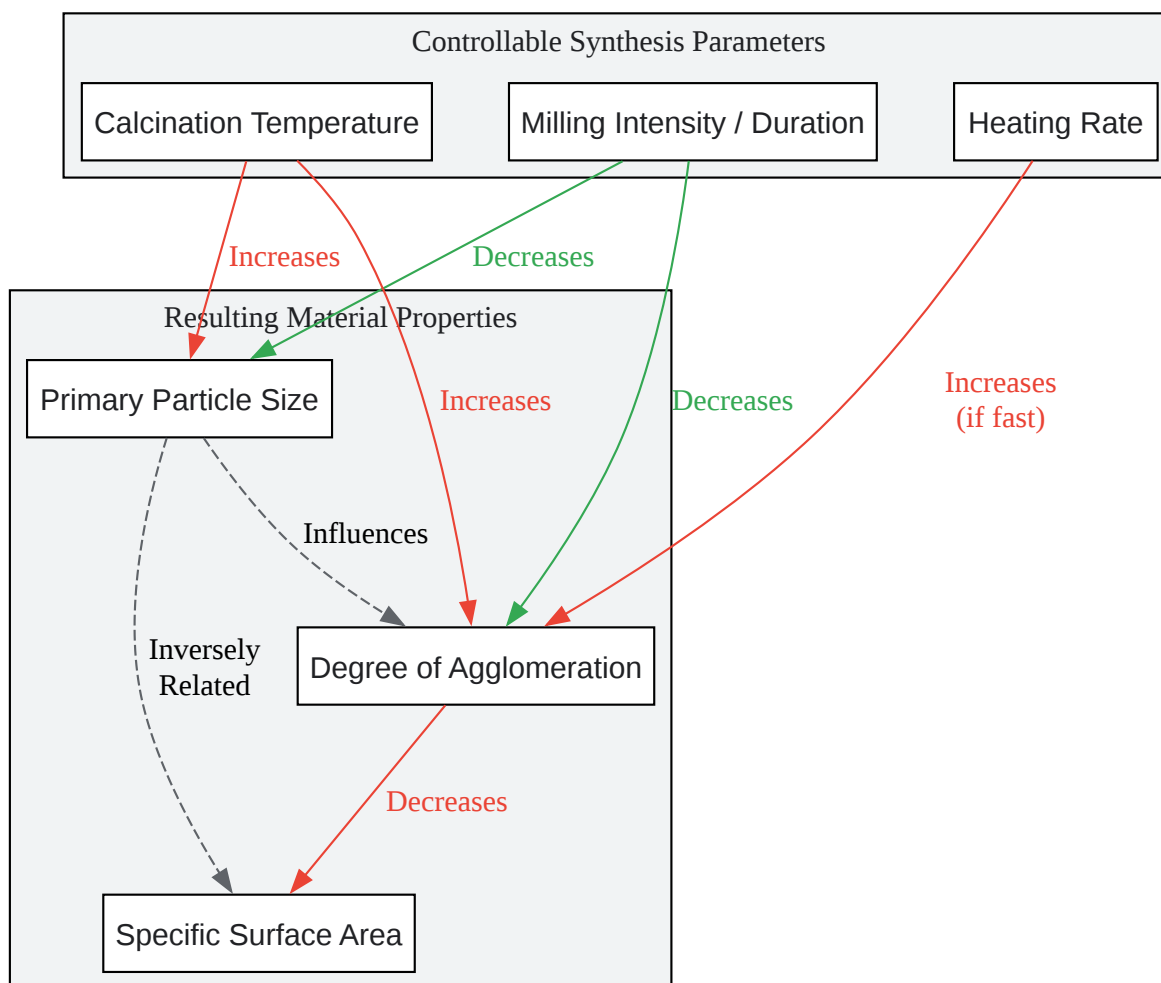 Controllable Synthesis Parameters
Calcination Temperature
Milling Intensity / Duration
Heating Rate
Increases
Decreases
Resulting Material Properties
Primary Particle Size
Increases
Decreases
Increases
(if fast)
Influences
Inversely
Related
Degree of Agglomeration
Decreases
Specific Surface Area